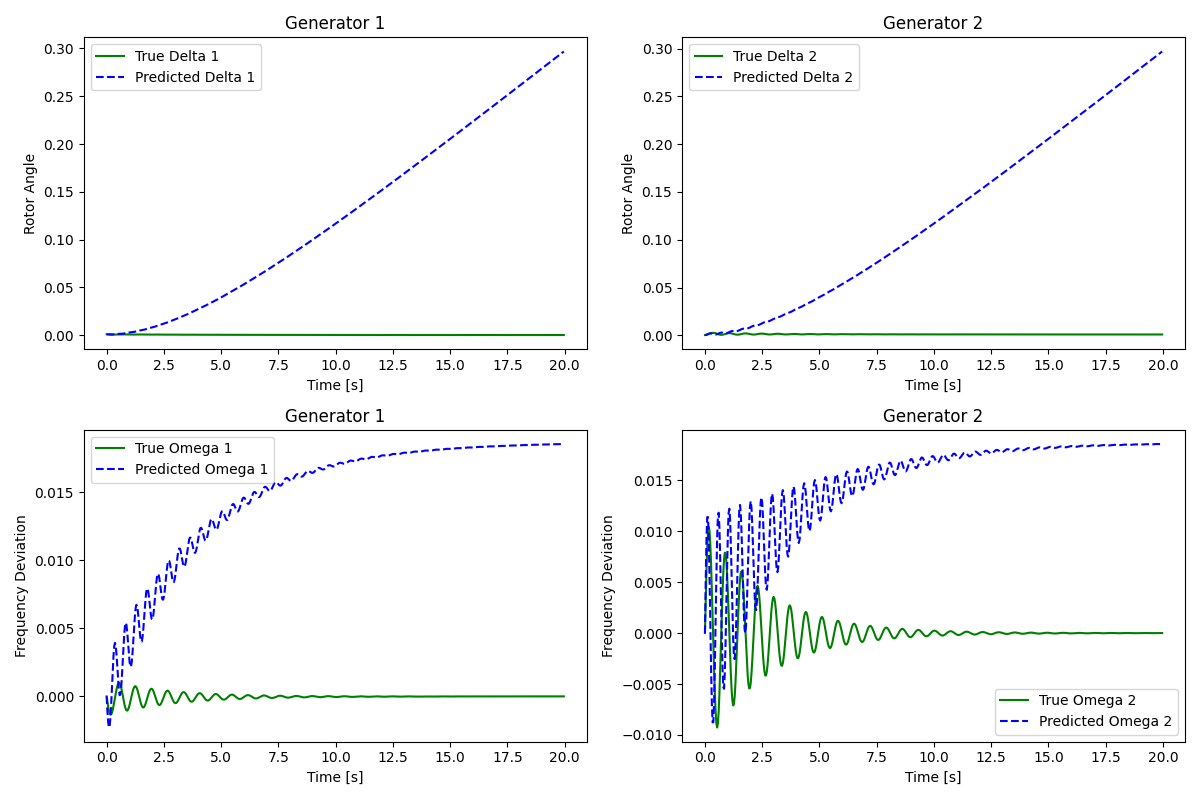 Generator 1
True Delta 1
Predicted Delta 1
Rotor Angle
0.30
0.25
0.20
0.15
0.10
0.05
0.00
0.0 2.5 5.0 7.5 10.0 12.5 15.0 17.5 20.0
Time [s]
Generator 2
True Delta 2
Predicted Delta 2
Rotor Angle
0.30
0.25
0.20
0.15
0.10
0.05
0.00
0.0 2.5 5.0 7.5 10.0 12.5 15.0 17.5 20.0
Time [s]
Generator 1
True Omega 1
Predicted Omega 1
Frequency Deviation
0.015
0.010
0.005
0.000
0.0 2.5 5.0 7.5 10.0 12.5 15.0 17.5 20.0
Time [s]
Generator 2
Frequency Deviation
0.015
0.010
0.005
0.000
−0.005
−0.010
True Omega 2
Predicted Omega 2
0.0 2.5 5.0 7.5 10.0 12.5 15.0 17.5 20.0
Time [s]